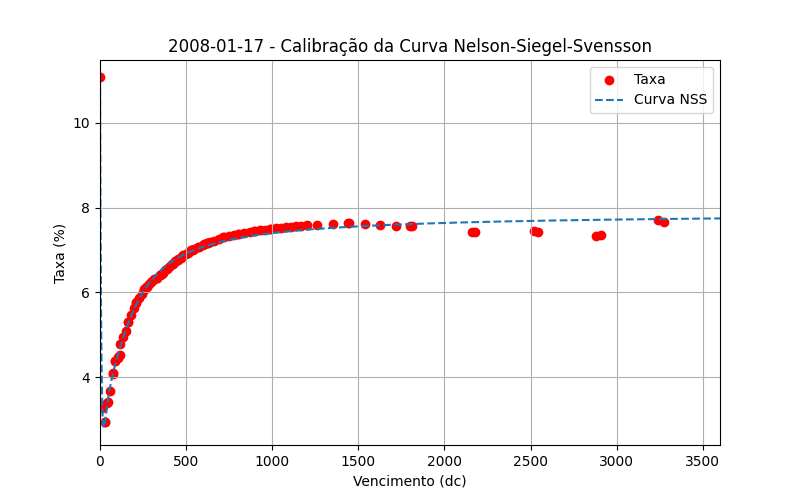 2008-01-17 - Calibração da Curva Nelson-Siegel-Svensson
Taxa
Curva NSS
Taxa (%)
10
8
6
4
0 500 1000 1500 2000 2500 3000 3500
Vencimento (dc)